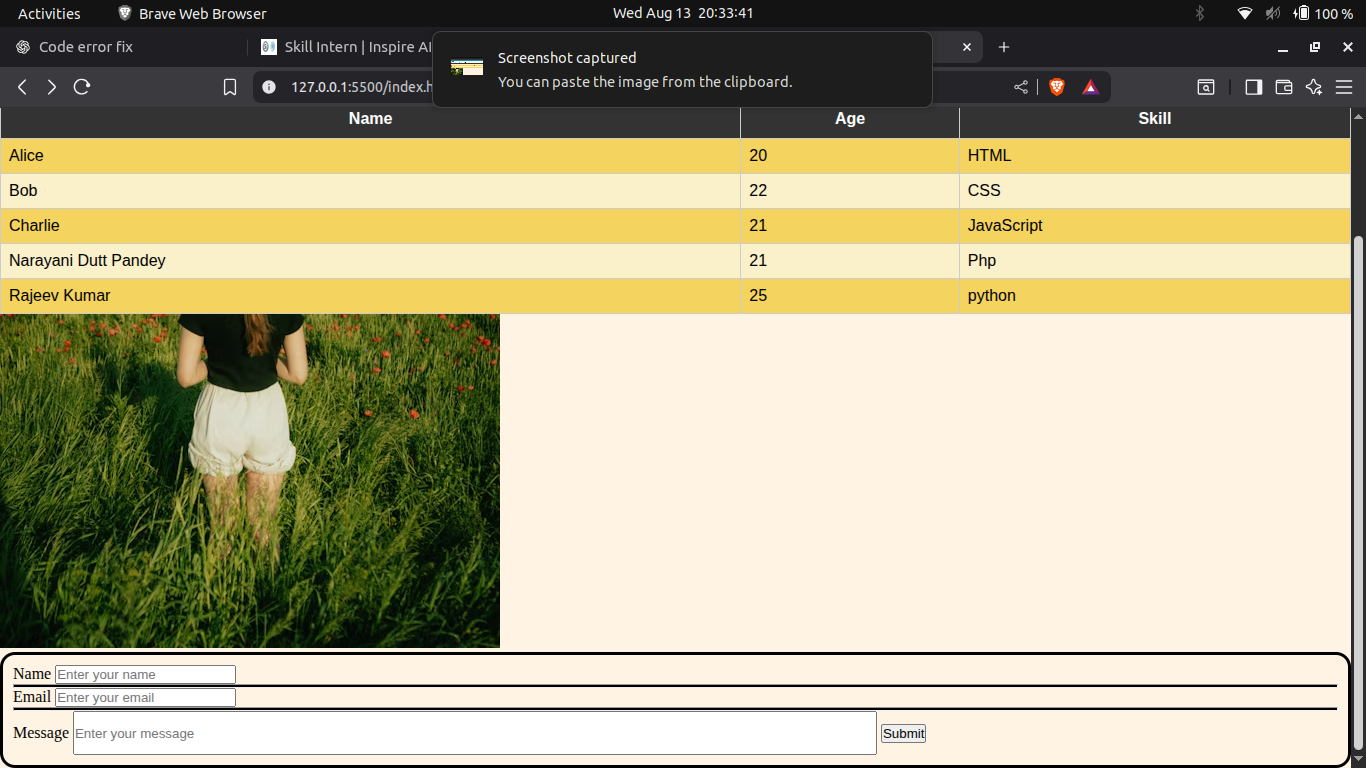 Activities Brave Web Browser Wed Aug 13 20:33:41 100 %
Code error fix Skill Intern | Inspire AI
Screenshot captured
You can paste the image from the clipboard.
127.0.0.1:5500/index.h
Name Age Skill
Alice 20 HTML
Bob 22 CSS
Charlie 21 JavaScript
Narayani Dutt Pandey 21 Php
Rajeev Kumar 25 python
Name Enter your name
Email Enter your email
Message Enter your message Submit